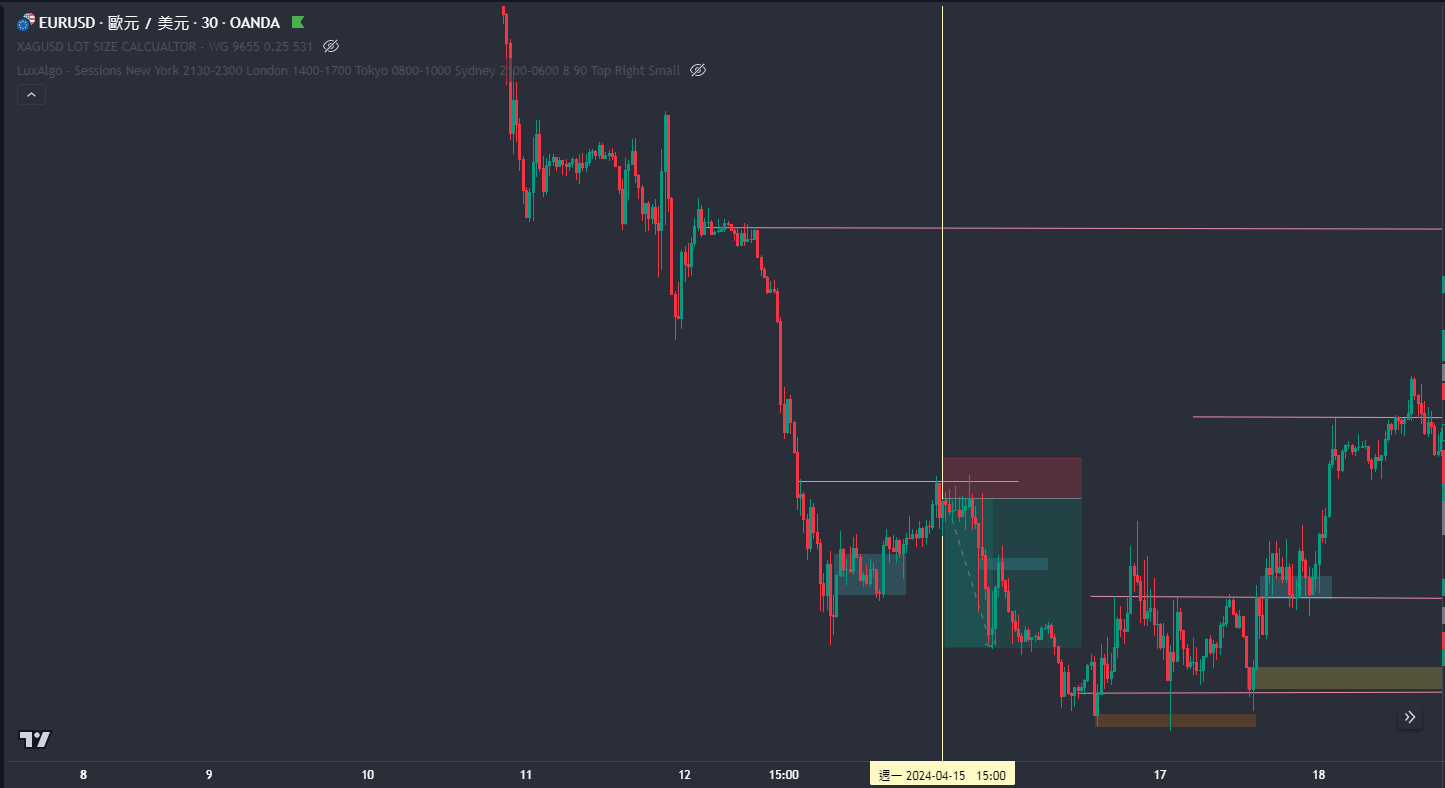 EURUSD · 歐元 / 美元 · 30 · OANDA
XAGUSD LOT SIZE CALCUALTOR - WG 9655 0.25 531
LuxAlgo - Sessions New York 2130-2300 London 1400-1700 Tokyo 0800-1000 Sydney 2100-0600 8 90 Top Right Small
8 9 10 11 12 15:00 週一 2024-04-15 15:00 17 18